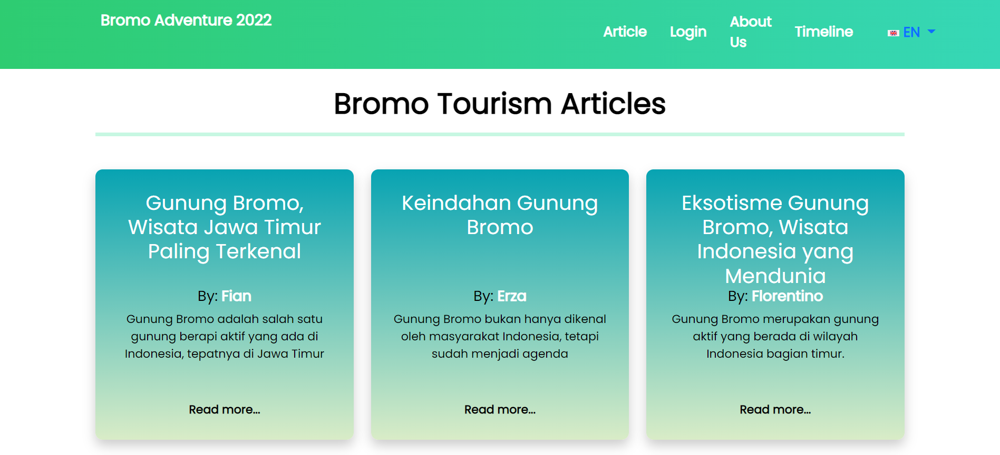 Bromo Adventure 2022
Article
Login
About
Us
Timeline
EN
Bromo Tourism Articles
Gunung Bromo,
Wisata Jawa Timur
Paling Terkenal
By: Fian
Gunung Bromo adalah salah satu
gunung berapi aktif yang ada di
Indonesia, tepatnya di Jawa Timur
Read more...
Keindahan Gunung
Bromo
By: Erza
Gunung Bromo bukan hanya dikenal
oleh masyarakat Indonesia, tetapi
sudah menjadi agenda
Read more...
Eksotisme Gunung
Bromo, Wisata
Indonesia yang
Mendunia
By: Florentino
Gunung Bromo merupakan gunung
aktif yang berada di wilayah
Indonesia bagian timur.
Read more...